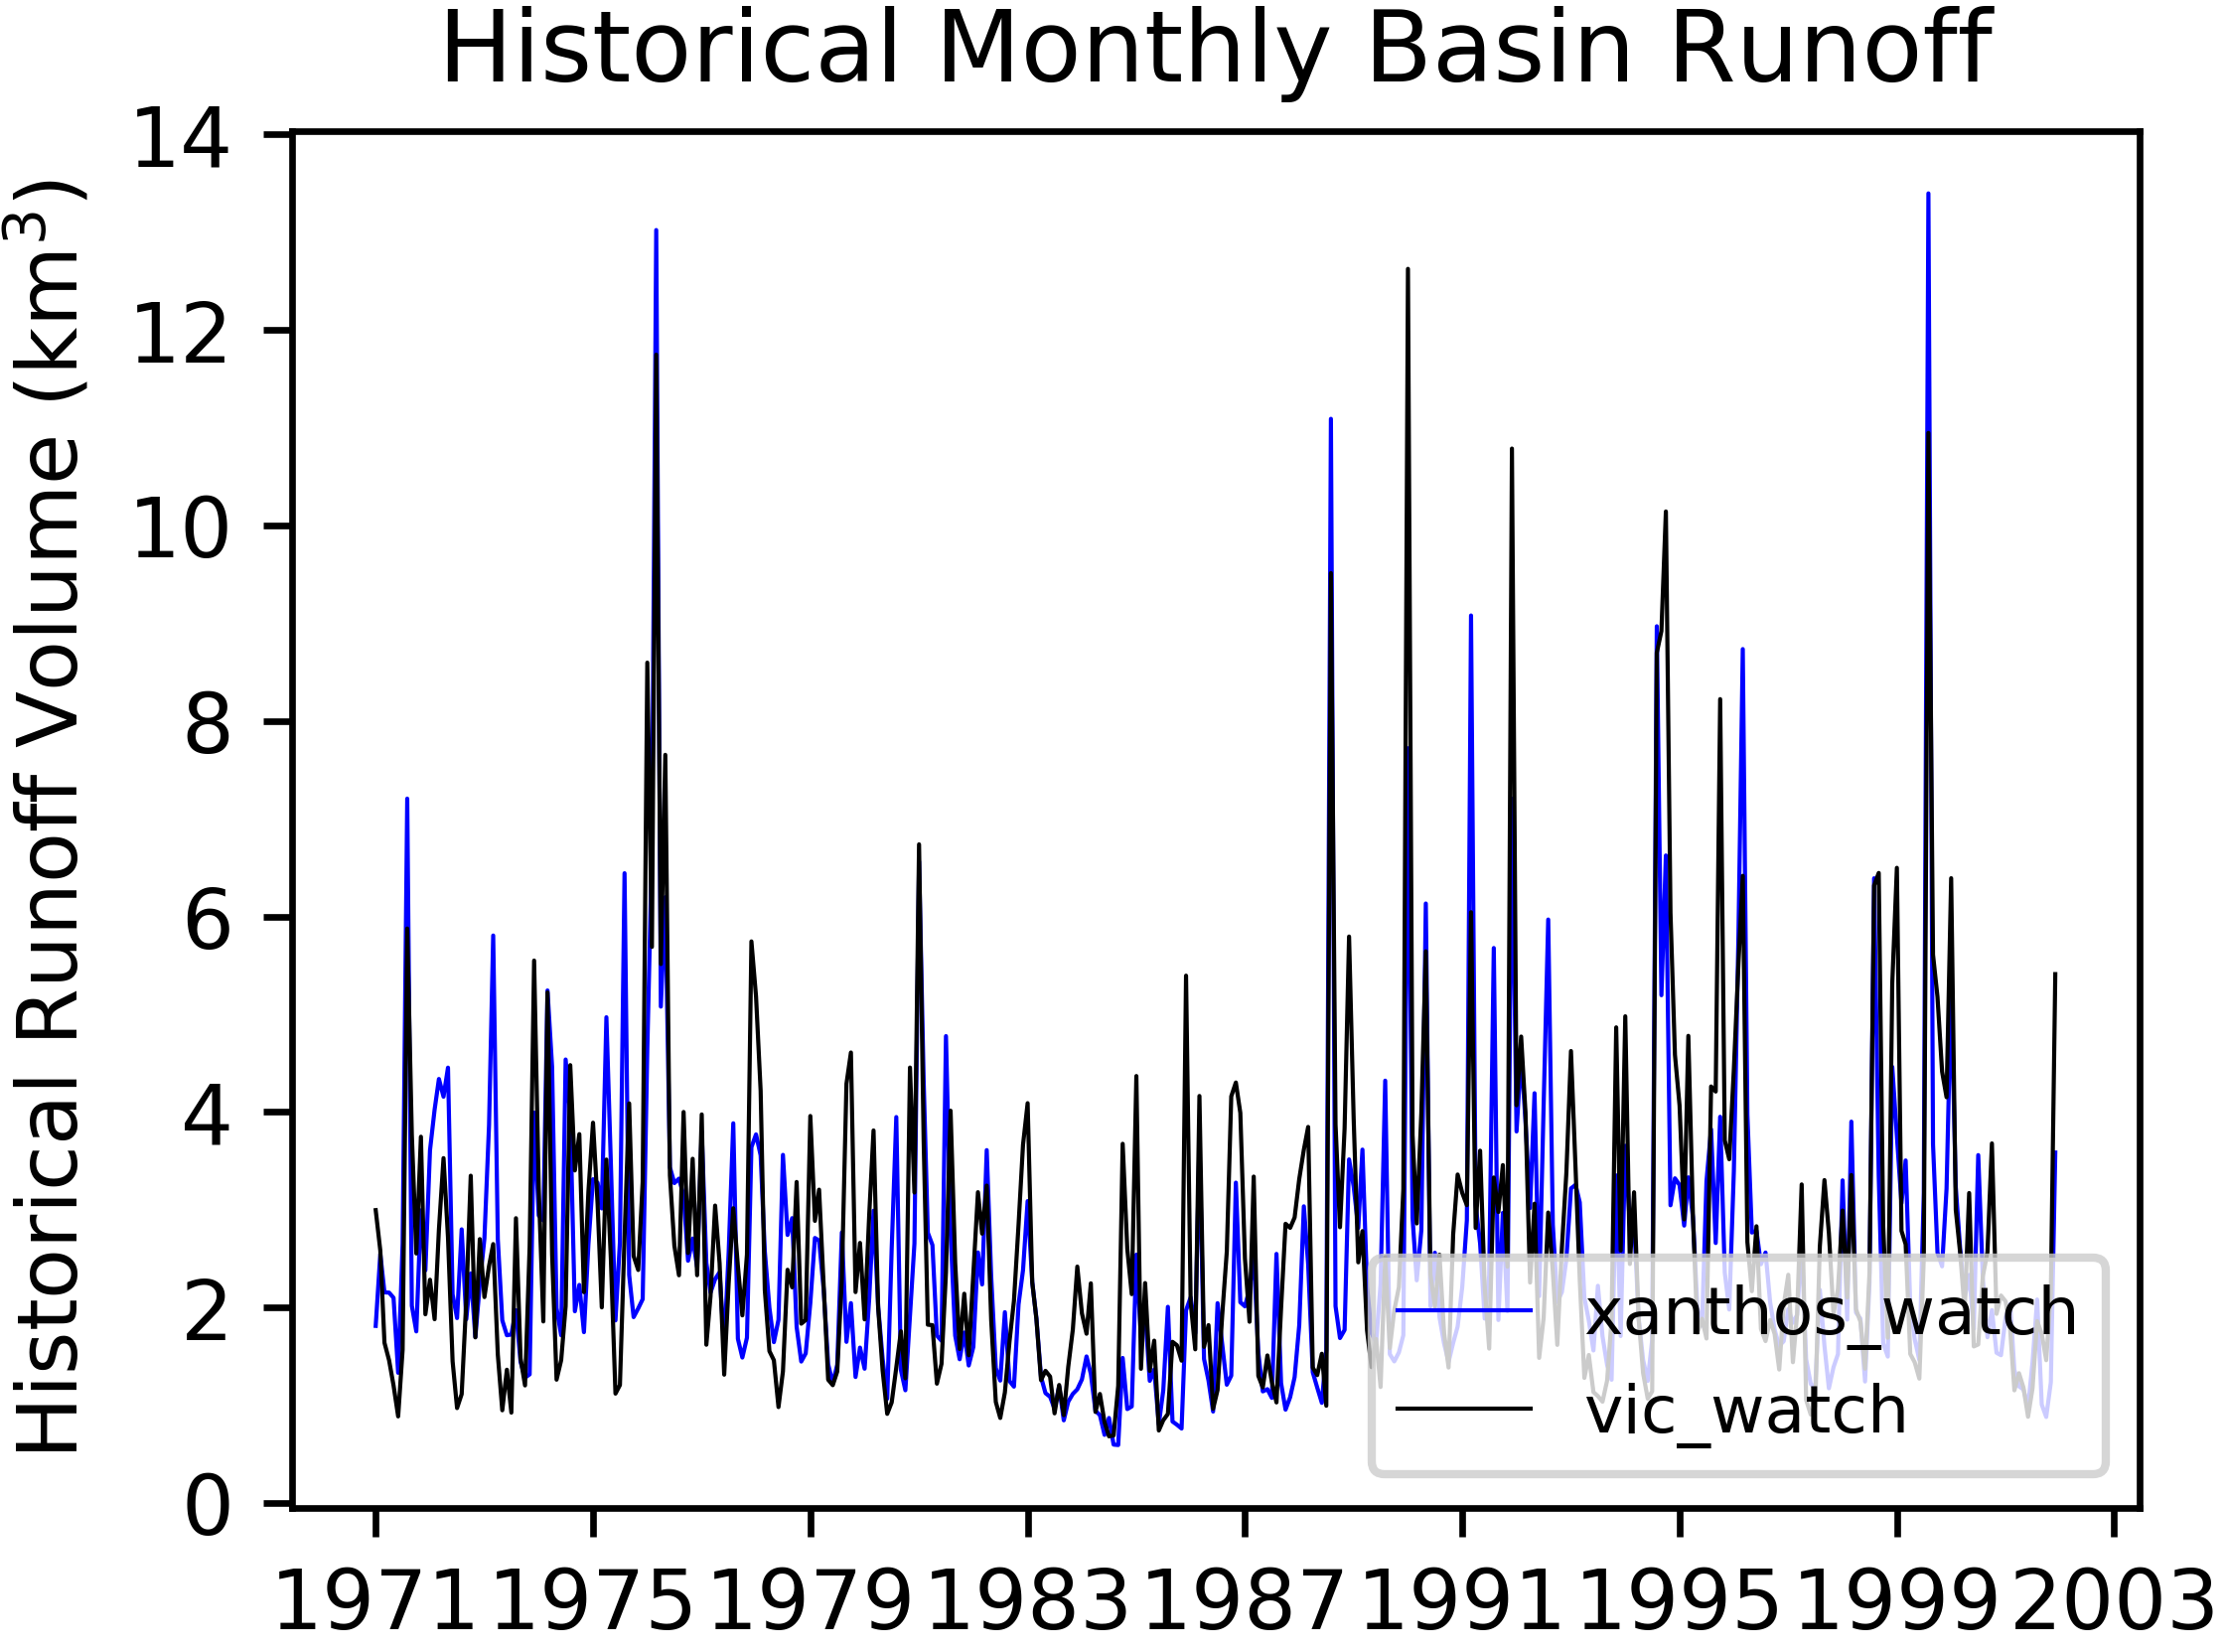 Historical Monthly Basin Runoff
Historical Runoff Volume (km³)
14
12
10
8
6
4
2
0
xanthos_watch
vic_watch
1971 1975 1979 1983 1987 1991 1995 1999 2003